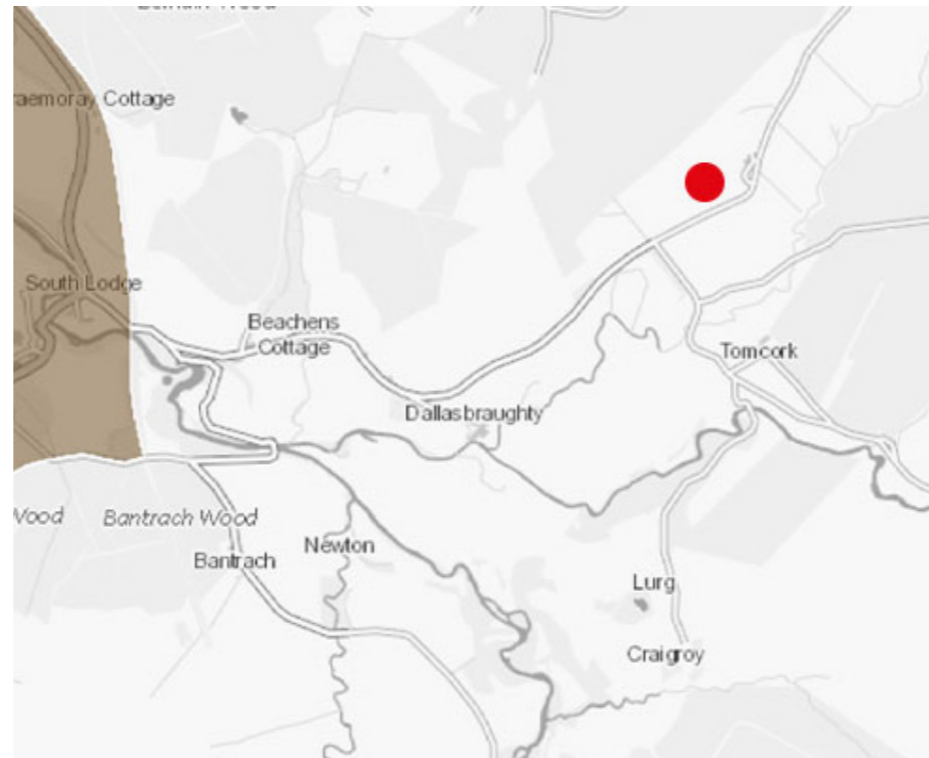 raemoray Cottage
South Lodge
Beachens
Cottage
Tomcork
Dallasbraughty
Wood
Bantrach Wood
Newton
Bantrach
Lurg
Craigroy